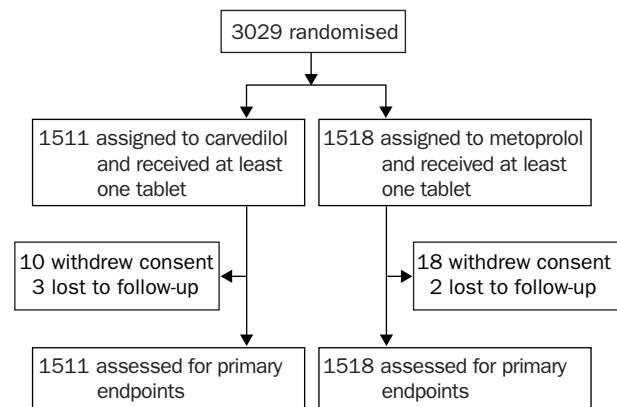 3029 randomised
1511 assigned to carvedilol
and received at least
one tablet
1518 assigned to metoprolol
and received at least
one tablet
10 withdrew consent
3 lost to follow-up
18 withdrew consent
2 lost to follow-up
1511 assessed for primary
endpoints
1518 assessed for primary
endpoints